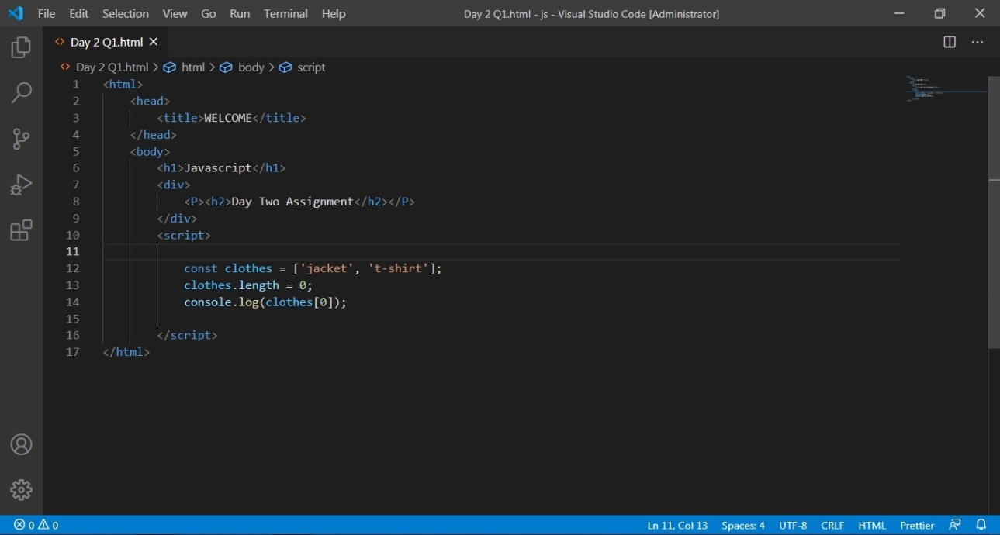 File Edit Selection View Go Run Terminal Help Day 2 Q1.html - js - Visual Studio Code [Administrator]
Day 2 Q1.html
Day 2 Q1.html > html > body > script
1 <html>
2 <head>
3 <title>WELCOME</title>
4 </head>
5 <body>
6 <h1>Javascript</h1>
7 <div>
8 <P><h2>Day Two Assignment</h2></P>
9 </div>
10 <script>
11
12 const clothes = ['jacket', 't-shirt'];
13 clothes.length = 0;
14 console.log(clothes[0]);
15
16 </script>
17 </html>
0 0 Ln 11, Col 13 Spaces: 4 UTF-8 CRLF HTML Prettier